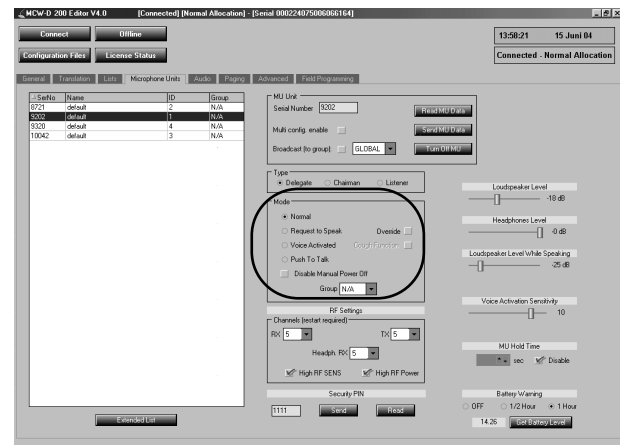 MCW-D 200 Editor V4.0 [Connected] [Normal Allocation] - [Serial 000224075006066164]
Connect Offline
13:58:21 15 Juni 04
Configuration Files License Status
Connected - Normal Allocation
General Translation Lists Microphone Units Audio Paging Advanced Field Programming
SerNo Name ID Group
8721 default 2 N/A
9202 default 1 N/A
9320 default 4 N/A
10042 default 3 N/A
Extended List
MU Unit
Serial Number 9202 Read MU Data
Multi config. enable Send MU Data
Broadcast (to group): GLOBAL Turn Off MU
Type
Delegate Chairman Listener
Mode
Normal
Request to Speak Override
Voice Activated Cough Function
Push To Talk
Disable Manual Power Off
Group N/A
RF Settings
Channels (restart required)
RX 5 TX 5
Headph. RX 5
High RF SENS High RF Power
Security PIN
1111 Send Read
Loudspeaker Level
-18 dB
Headphones Level
-0 dB
Loudspeaker Level While Speaking
-25 dB
Voice Activation Sensitivity
10
MU Hold Time
sec Disable
Battery Warning
OFF 1/2 Hour 1 Hour
14.26 Get Battery Level